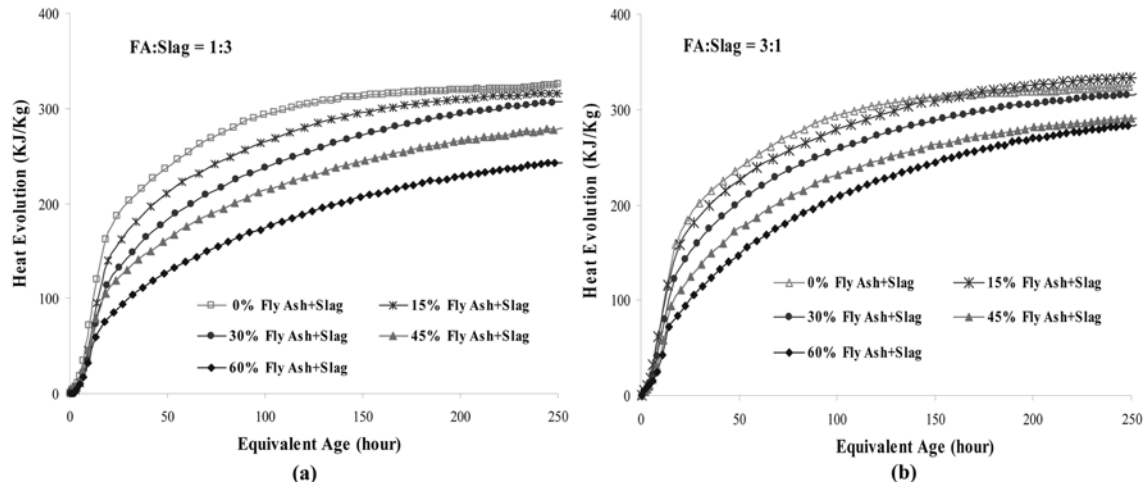 FA:Slag = 1:3
Heat Evolution (KJ/Kg)
400
300
200
100
0
0% Fly Ash+Slag
15% Fly Ash+Slag
30% Fly Ash+Slag
45% Fly Ash+Slag
60% Fly Ash+Slag
0 50 100 150 200 250
Equivalent Age (hour)
(a)
FA:Slag = 3:1
Heat Evolution (KJ/Kg)
400
300
200
100
0
0% Fly Ash+Slag
15% Fly Ash+Slag
30% Fly Ash+Slag
45% Fly Ash+Slag
60% Fly Ash+Slag
0 50 100 150 200 250
Equivalent Age (hour)
(b)